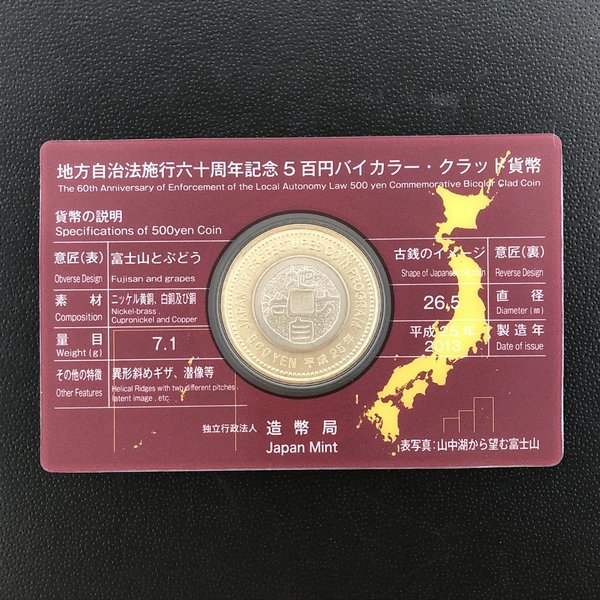 地方自治法施行六十周年記念５百円バイカラー・クラッド貨幣
The 60th Anniversary of Enforcement of the Local Autonomy Law 500 yen Commemorative Bicolor Clad Coin
貨幣の説明
Specifications of 500yen Coin
意匠(表) 富士山とぶどう
Obverse Design Fujisan and grapes
古銭のイメージ 意匠(裏)
Shape of Japanese old coin Reverse Design
素材 ニッケル黄銅、白銅及び銅
Composition Nickel-brass, Cupronickel and Copper
26.5 直径
Diameter (m)
量目 7.1
Weight (g)
平成25年 製造年
2013 Date of issue
その他の特徴 異形斜めギザ、潜像等
Other Features Helical Ridges with two different pitches,
latent image, etc.
47 PREFECTURES COIN PROGRAM
500 YEN 平成25年
独立行政法人 造幣局
Japan Mint
表写真：山中湖から望む富士山